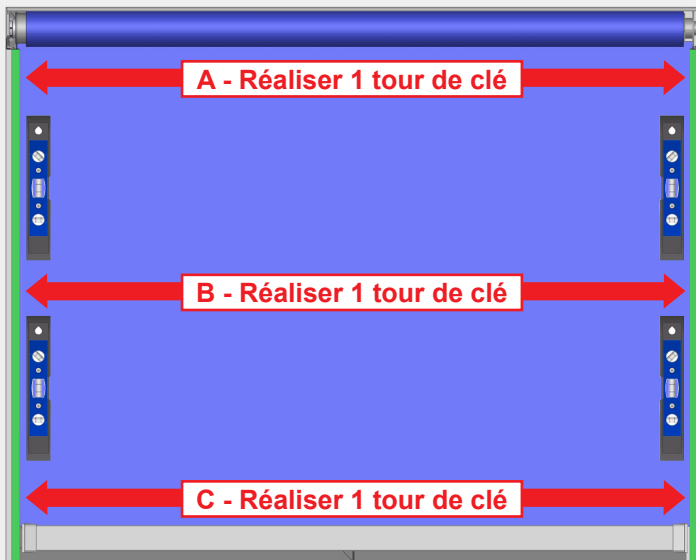 A - Réaliser 1 tour de clé
B - Réaliser 1 tour de clé
C - Réaliser 1 tour de clé